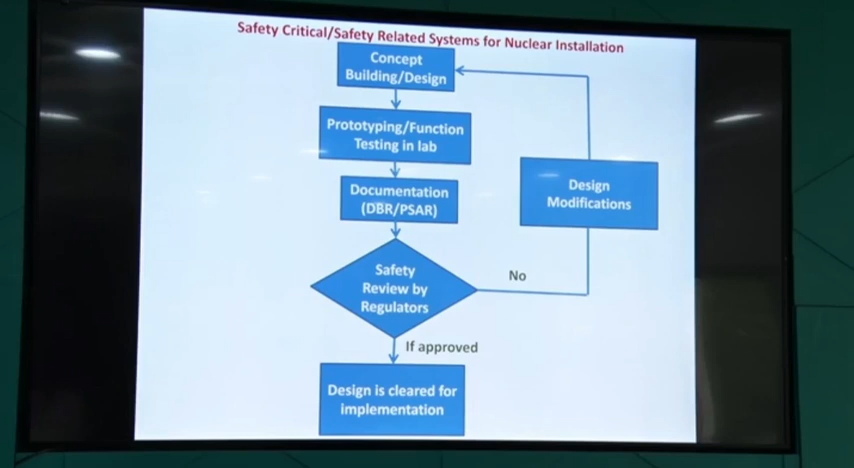 Safety Critical/Safety Related Systems for Nuclear Installation
Concept
Building/Design
Prototyping/Function
Testing in lab
Documentation
(DBR/PSAR)
Design
Modifications
Safety
Review by
Regulators
No
If approved
Design is cleared for
implementation